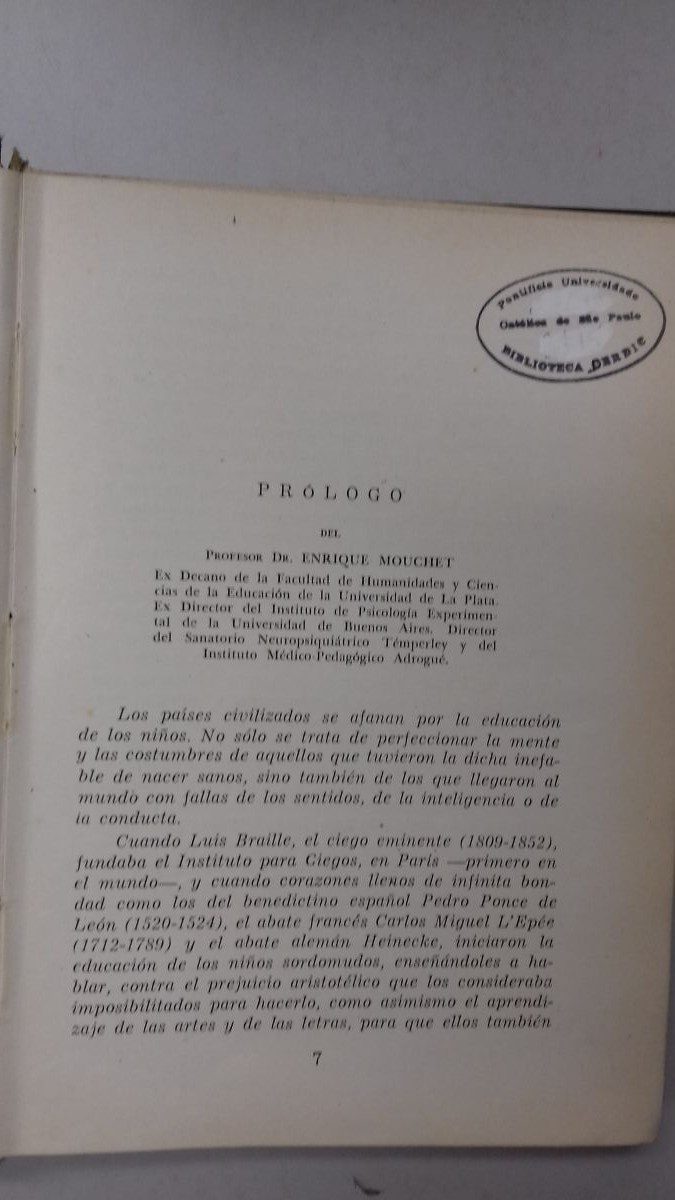 Pontificia Universidade
Católica de São Paulo
BIBLIOTECA DERDIC
PRÓLOGO
DEL
PROFESOR DR. ENRIQUE MOUCHET
Ex Decano de la Facultad de Humanidades y Cien-
cias de la Educación de la Universidad de La Plata.
Ex Director del Instituto de Psicología Experimen-
tal de la Universidad de Buenos Aires. Director
del Sanatorio Neuropsiquiátrico Témperley y del
Instituto Médico-Pedagógico Adrogué.
Los países civilizados se afanan por la educación
de los niños. No sólo se trata de perfeccionar la mente
y las costumbres de aquellos que tuvieron la dicha inefa-
ble de nacer sanos, sino también de los que llegaron al
mundo con fallas de los sentidos, de la inteligencia o de
la conducta.
Cuando Luis Braille, el ciego eminente (1809-1852),
fundaba el Instituto para Ciegos, en París —primero en
el mundo—, y cuando corazones llenos de infinita bon-
dad como los del benedictino español Pedro Ponce de
León (1520-1524), el abate francés Carlos Miguel L'Epée
(1712-1789) y el abate alemán Heinecke, iniciaron la
educación de los niños sordomudos, enseñándoles a ha-
blar, contra el prejuicio aristotélico que los consideraba
imposibilitados para hacerlo, como asimismo el aprendi-
zaje de las artes y de las letras, para que ellos también
7